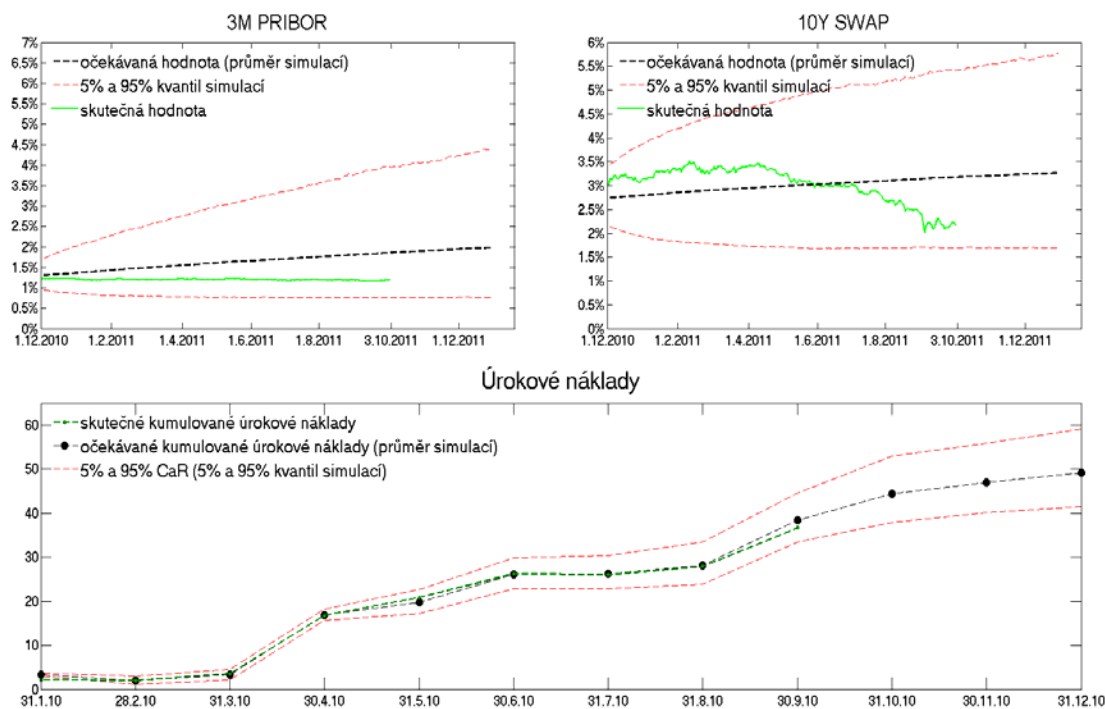 3M PRIBOR
7%
6.5%
6%
5.5%
5%
4.5%
4%
3.5%
3%
2.5%
2%
1.5%
1%
0.5%
0%
očekávaná hodnota (průměr simulací)
5% a 95% kvantil simulací
skutečná hodnota
1.12.2010 1.2.2011 1.4.2011 1.6.2011 1.8.2011 3.10.2011 1.12.2011
10Y SWAP
6%
5.5%
5%
4.5%
4%
3.5%
3%
2.5%
2%
1.5%
1%
0.5%
0%
očekávaná hodnota (průměr simulací)
5% a 95% kvantil simulací
skutečná hodnota
1.12.2010 1.2.2011 1.4.2011 1.6.2011 1.8.2011 3.10.2011 1.12.2011
Úrokové náklady
60
50
40
30
20
10
0
skutečné kumulované úrokové náklady
očekávané kumulované úrokové náklady (průměr simulací)
5% a 95% CaR (5% a 95% kvantil simulací)
31.1.10 28.2.10 31.3.10 30.4.10 31.5.10 30.6.10 31.7.10 31.8.10 30.9.10 31.10.10 30.11.10 31.12.10